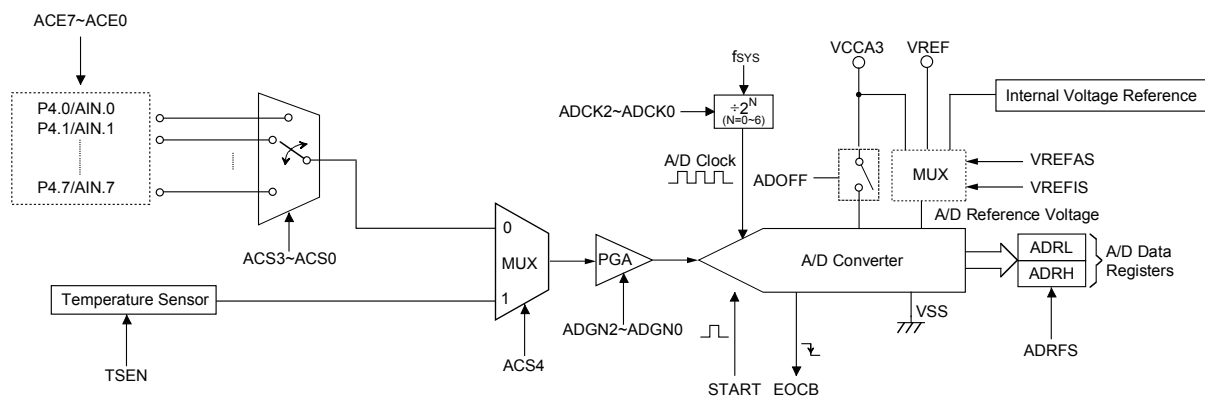 ACE7~ACE0
P4.0/AIN.0
P4.1/AIN.1
P4.7/AIN.7
ACS3~ACS0
Temperature Sensor
TSEN
0
MUX
1
ACS4
PGA
ADGN2~ADGN0
fSYS
ADCK2~ADCK0
÷2^N
(N=0~6)
A/D Clock
VCCA3
VREF
Internal Voltage Reference
ADOFF
MUX
VREFAS
VREFIS
A/D Reference Voltage
A/D Converter
ADRL
ADRH
A/D Data
Registers
VSS
ADRFS
START
EOCB